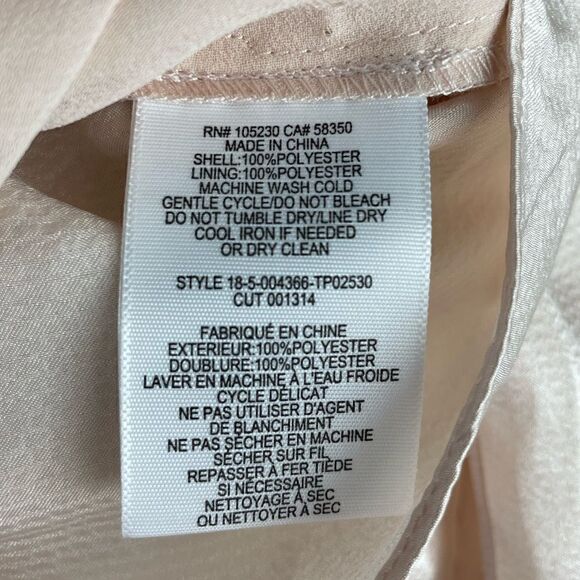 RN# 105230 CA# 58350
MADE IN CHINA
SHELL:100%POLYESTER
LINING:100%POLYESTER
MACHINE WASH COLD
GENTLE CYCLE/DO NOT BLEACH
DO NOT TUMBLE DRY/LINE DRY
COOL IRON IF NEEDED
OR DRY CLEAN
STYLE 18-5-004366-TP02530
CUT 001314
FABRIQUÉ EN CHINE
EXTERIEUR:100%POLYESTER
DOUBLURE:100%POLYESTER
LAVER EN MACHINE À L'EAU FROIDE
CYCLE DÉLICAT
NE PAS UTILISER D'AGENT
DE BLANCHIMENT
NE PAS SÉCHER EN MACHINE
SÉCHER SUR FIL
REPASSER À FER TIÈDE
SI NÉCESSAIRE
NETTOYAGE À SEC
OU NETTOYER À SEC